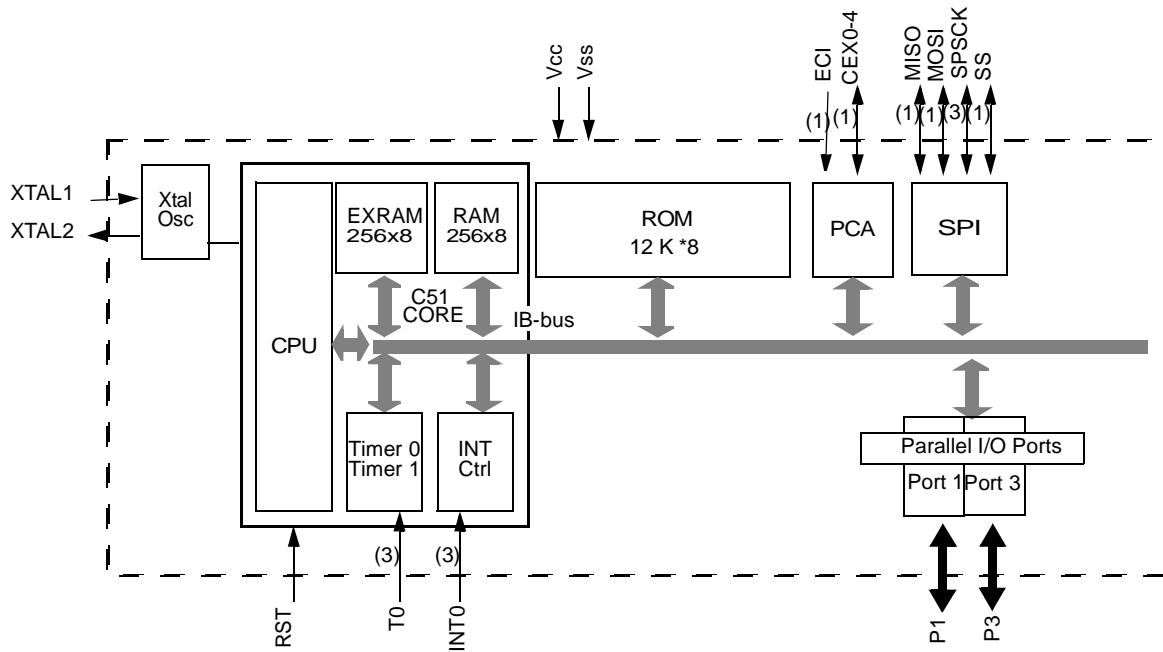 Vcc
Vss
ECI
CEX0-4
MISO
MOSI
SPSCK
SS
(1)
(1)
(1)
(1)
(3)
(1)
XTAL1
XTAL2
Xtal
Osc
CPU
EXRAM
256x8
RAM
256x8
ROM
12 K *8
PCA
SPI
C51
CORE
IB-bus
Timer 0
Timer 1
INT
Ctrl
Parallel I/O Ports
Port 1
Port 3
(3)
(3)
RST
T0
INT0
P1
P3